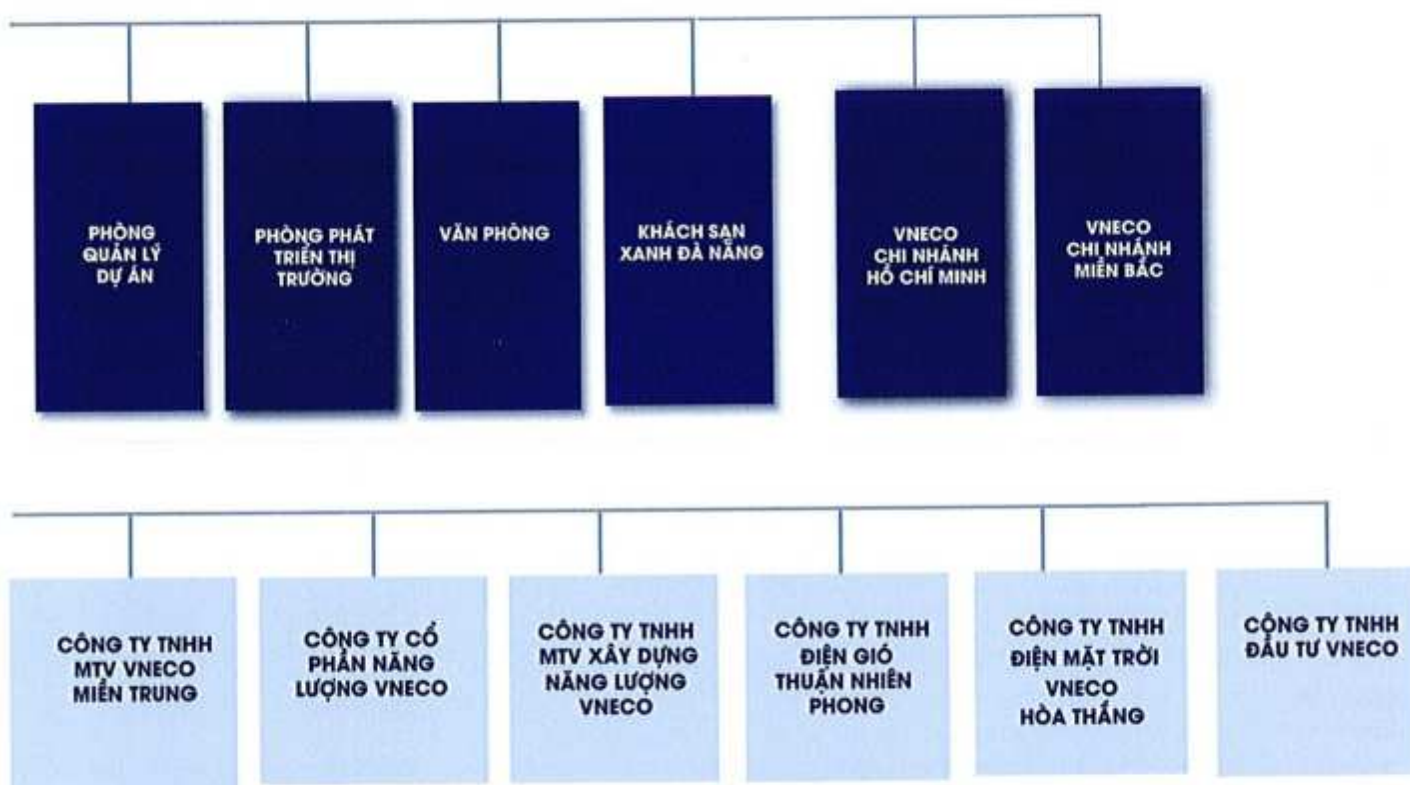 PHÒNG
QUẢN LÝ
DỰ ÁN
PHÒNG PHÁT
TRIỂN THỊ
TRƯỜNG
VĂN PHÒNG
KHÁCH SẠN
XANH ĐÀ NẴNG
VNECO
CHI NHÁNH
HỒ CHÍ MINH
VNECO
CHI NHÁNH
MIỀN BẮC
CÔNG TY TNHH
MTV VNECO
MIỀN TRUNG
CÔNG TY CỔ
PHẦN NĂNG
LƯỢNG VNECO
CÔNG TY TNHH
MTV XÂY DỰNG
NĂNG LƯỢNG
VNECO
CÔNG TY TNHH
ĐIỆN GIÓ
THUẬN NHIÊN
PHONG
CÔNG TY TNHH
ĐIỆN MẶT TRỜI
VNECO
HÒA THẮNG
CÔNG TY TNHH
ĐẦU TƯ VNECO